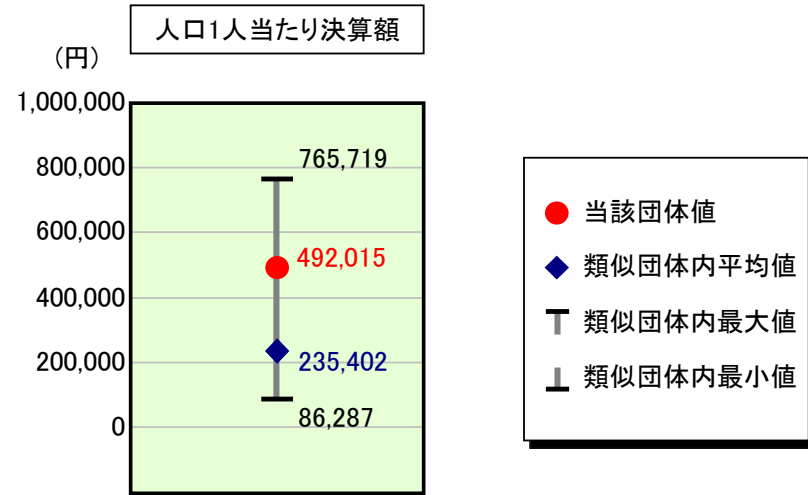 人口1人当たり決算額
(円)
1,000,000
800,000
600,000
400,000
200,000
0
765,719
492,015
235,402
86,287
当該団体値
類似団体内平均値
類似団体内最大値
類似団体内最小値